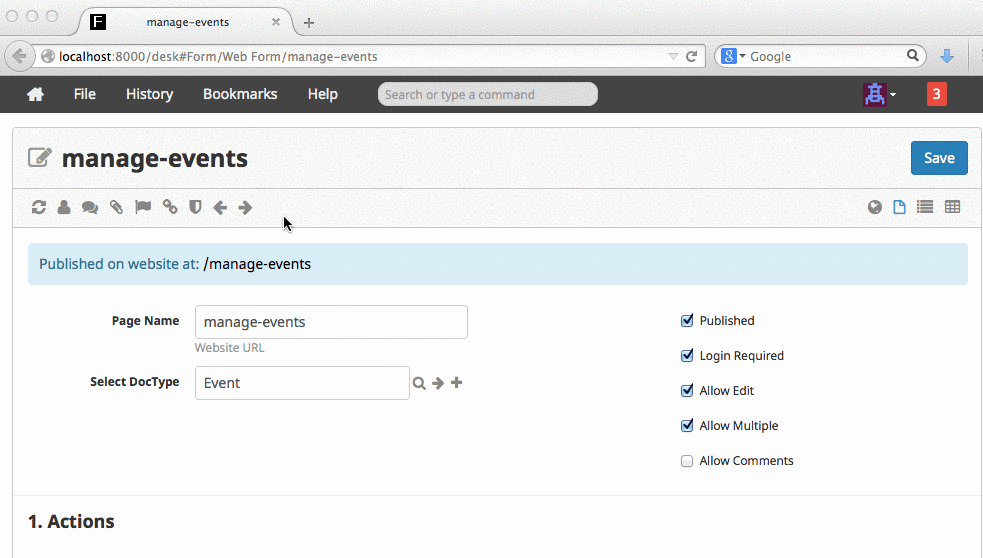 F manage-events
localhost:8000/desk#Form/Web Form/manage-events
8 Google
File History Bookmarks Help Search or type a command 3
manage-events
Save
Published on website at: /manage-events
Page Name manage-events
Website URL
Select DocType Event
Published
Login Required
Allow Edit
Allow Multiple
Allow Comments
1. Actions